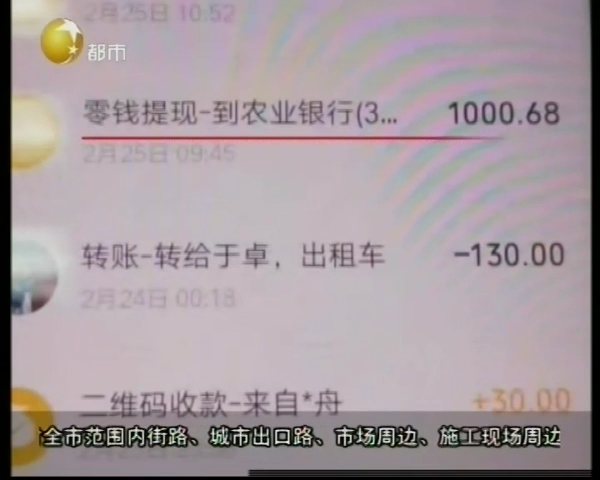 2月25日 10:52
都市
零钱提现-到农业银行(3... 1000.68
2月25日 09:45
转账-转给于卓，出租车 -130.00
2月24日 00:18
二维码收款-来自*舟 +30.00
全市范围内街路、城市出口路、市场周边、施工现场周边